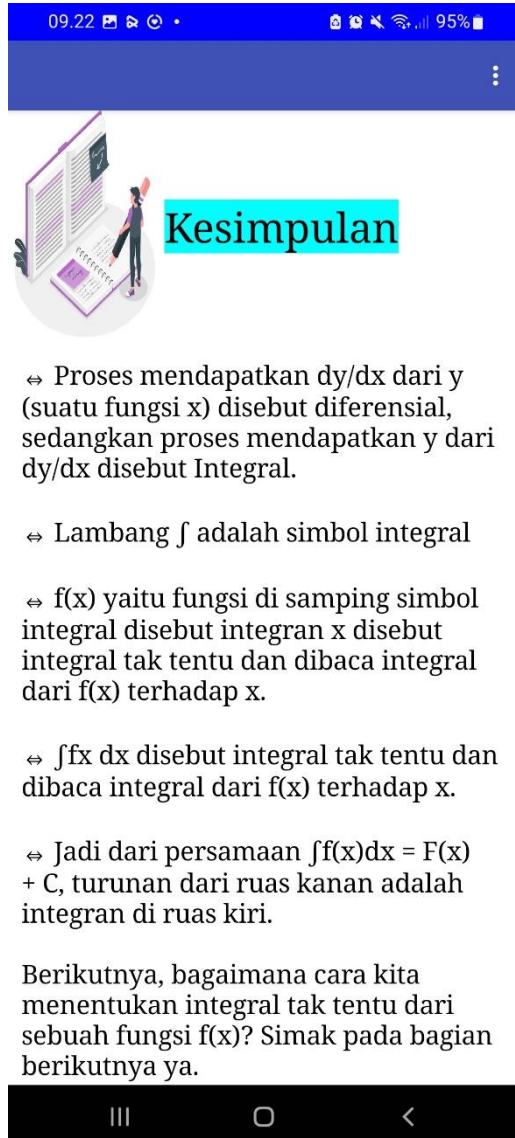 09.22
95%
Kesimpulan
⇔ Proses mendapatkan dy/dx dari y
(suatu fungsi x) disebut diferensial,
sedangkan proses mendapatkan y dari
dy/dx disebut Integral.
⇔ Lambang ∫ adalah simbol integral
⇔ f(x) yaitu fungsi di samping simbol
integral disebut integran x disebut
integral tak tentu dan dibaca integral
dari f(x) terhadap x.
⇔ ∫fx dx disebut integral tak tentu dan
dibaca integral dari f(x) terhadap x.
⇔ Jadi dari persamaan ∫f(x)dx = F(x)
+ C, turunan dari ruas kanan adalah
integran di ruas kiri.
Berikutnya, bagaimana cara kita
menentukan integral tak tentu dari
sebuah fungsi f(x)? Simak pada bagian
berikutnya ya.